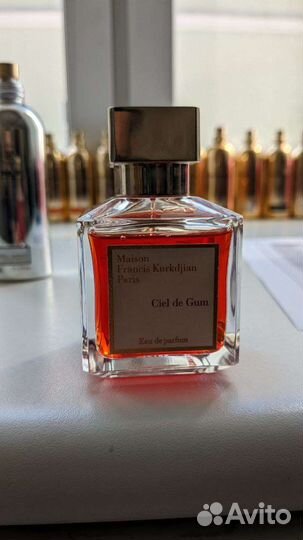 Maison
Francis Kurkdjian
Paris
Ciel de Gum
Eau de parfum
Avito